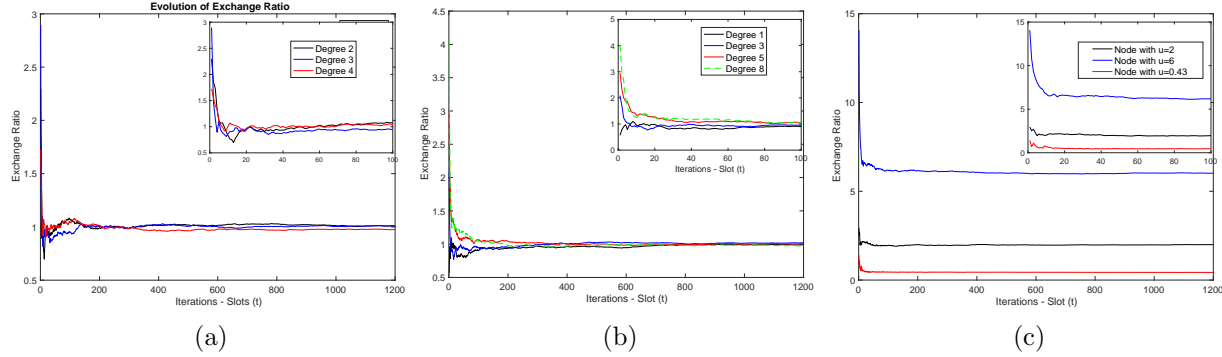 Evolution of Exchange Ratio
Exchange Ratio
3
2.5
2
1.5
1
0.5
0 200 400 600 800 1000 1200
Iterations - Slots (t)
3
2.5
2
1.5
1
0.5
0 20 40 60 80 100
Degree 2
Degree 3
Degree 4
(a)
Exchange Ratio
4.5
4
3.5
3
2.5
2
1.5
1
0.5
0 200 400 600 800 1000 1200
Iterations - Slot (t)
5
4
3
2
1
0
0 20 40 60 80 100
Iterations - Slot (t)
Degree 1
Degree 3
Degree 5
Degree 8
(b)
Exchange Ratio
15
10
5
0
0 200 400 600 800 1000 1200
Iterations - Slot (t)
15
10
5
0
0 20 40 60 80 100
Node with u=2
Node with u=6
Node with u=0.43
(c)